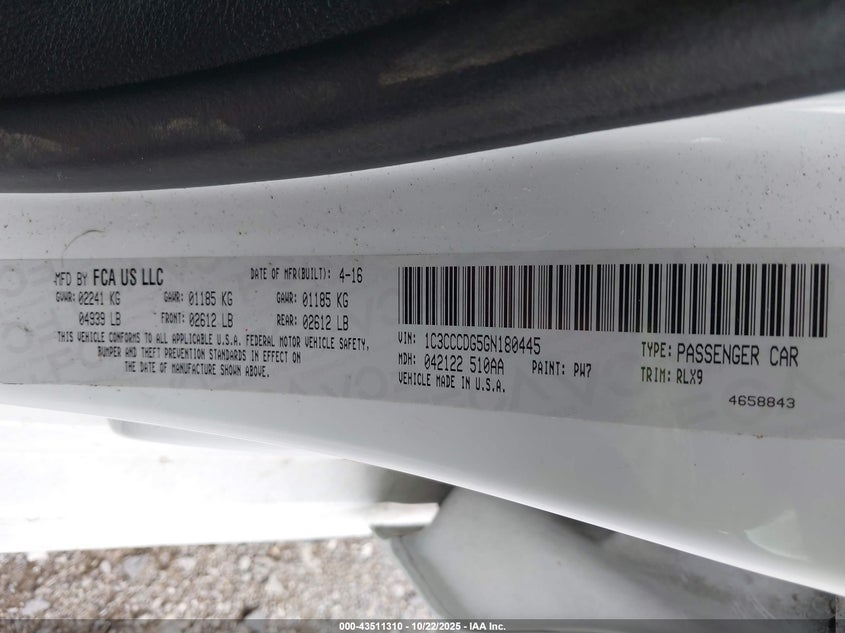 MFD BY FCA US LLC DATE OF MFR(BUILT): 4-16
GVWR: 02241 KG GAWR: 01185 KG GAWR: 01185 KG
04939 LB FRONT: 02612 LB REAR: 02612 LB
THIS VEHICLE CONFORMS TO ALL APPLICABLE U.S.A. FEDERAL MOTOR VEHICLE SAFETY,
BUMPER AND THEFT PREVENTION STANDARDS IN EFFECT ON
THE DATE OF MANUFACTURE SHOWN ABOVE.
VIN: 1C3CCCDG5GN180445
MDH: 042122 510AA PAINT: PW7
VEHICLE MADE IN U.S.A.
TYPE: PASSENGER CAR
TRIM: RLX9
4658843
000-43511310 - 10/22/2025 - IAA Inc.